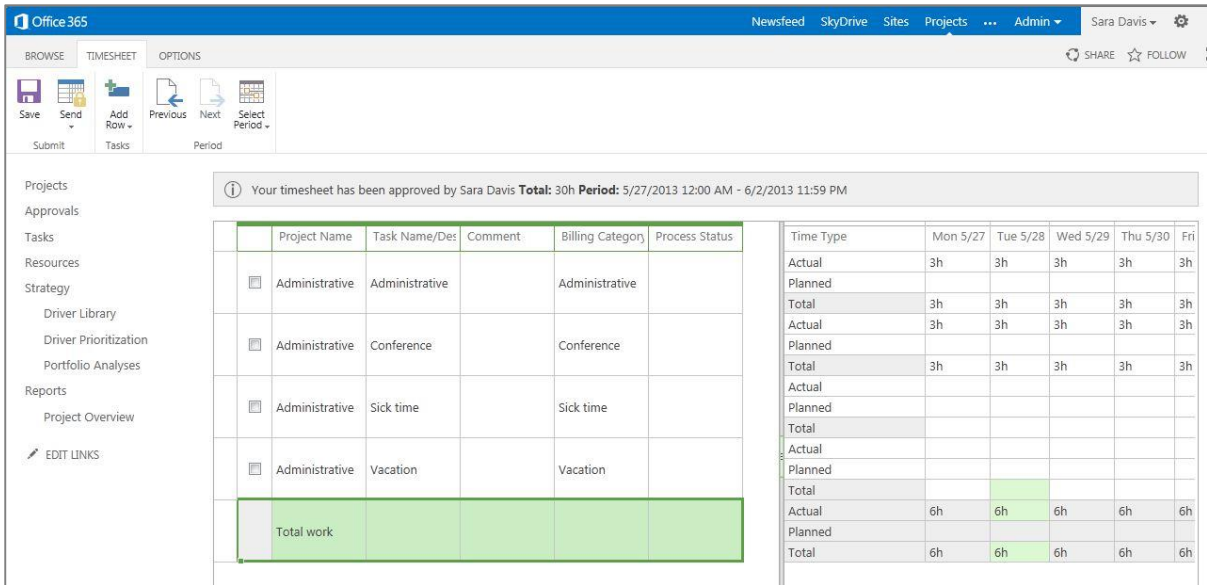 Office 365 Newsfeed SkyDrive Sites Projects ... Admin Sara Davis
BROWSE TIMESHEET OPTIONS SHARE FOLLOW
Save Send Add Row Previous Next Select Period
Submit Tasks Period
Projects
Approvals
Tasks
Resources
Strategy
Driver Library
Driver Prioritization
Portfolio Analyses
Reports
Project Overview
EDIT LINKS
Your timesheet has been approved by Sara Davis Total: 30h Period: 5/27/2013 12:00 AM - 6/2/2013 11:59 PM
Project Name Task Name/Des Comment Billing Category Process Status
Administrative Administrative Administrative
Administrative Conference Conference
Administrative Sick time Sick time
Administrative Vacation Vacation
Total work
Time Type Mon 5/27 Tue 5/28 Wed 5/29 Thu 5/30 Fri
Actual 3h 3h 3h 3h 3h
Planned
Total 3h 3h 3h 3h 3h
Actual 3h 3h 3h 3h 3h
Planned
Total 3h 3h 3h 3h 3h
Actual
Planned
Total
Actual
Planned
Total
Actual 6h 6h 6h 6h 6h
Planned
Total 6h 6h 6h 6h 6h